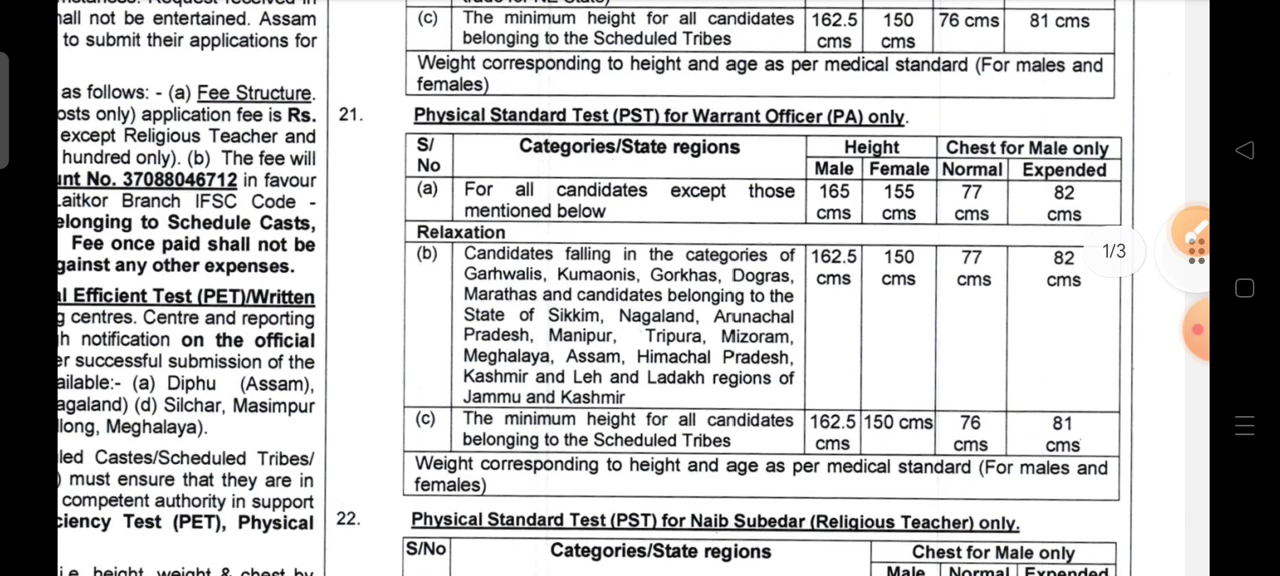 nall not be entertained. Assam
to submit their applications for
as follows: - (a) Fee Structure.
osts only) application fee is Rs.
except Religious Teacher and
hundred only). (b) The fee will
unt No. 37088046712 in favour
Laitkor Branch IFSC Code -
elonging to Schedule Casts,
Fee once paid shall not be
gainst any other expenses.
l Efficient Test (PET)/Written
g centres. Centre and reporting
h notification on the official
er successful submission of the
ailable:- (a) Diphu (Assam),
agaland) (d) Silchar, Masimpur
llong, Meghalaya).
led Castes/Scheduled Tribes/
) must ensure that they are in
competent authority in support
ciency Test (PET), Physical
i.e. height, weight & chest by
(c) The minimum height for all candidates 162.5 150 76 cms 81 cms
belonging to the Scheduled Tribes cms cms
Weight corresponding to height and age as per medical standard (For males and
females)
21. Physical Standard Test (PST) for Warrant Officer (PA) only.
S/ Categories/State regions Height Chest for Male only
No Male Female Normal Expended
(a) For all candidates except those 165 155 77 82
mentioned below cms cms cms cms
Relaxation
(b) Candidates falling in the categories of 162.5 150 77 82
Garhwalis, Kumaonis, Gorkhas, Dogras, cms cms cms cms
Marathas and candidates belonging to the
State of Sikkim, Nagaland, Arunachal
Pradesh, Manipur, Tripura, Mizoram,
Meghalaya, Assam, Himachal Pradesh,
Kashmir and Leh and Ladakh regions of
Jammu and Kashmir
(c) The minimum height for all candidates 162.5 150 cms 76 81
belonging to the Scheduled Tribes cms cms cms
Weight corresponding to height and age as per medical standard (For males and
females)
22. Physical Standard Test (PST) for Naib Subedar (Religious Teacher) only.
S/No Categories/State regions Chest for Male only
Male Normal Expended
1/3